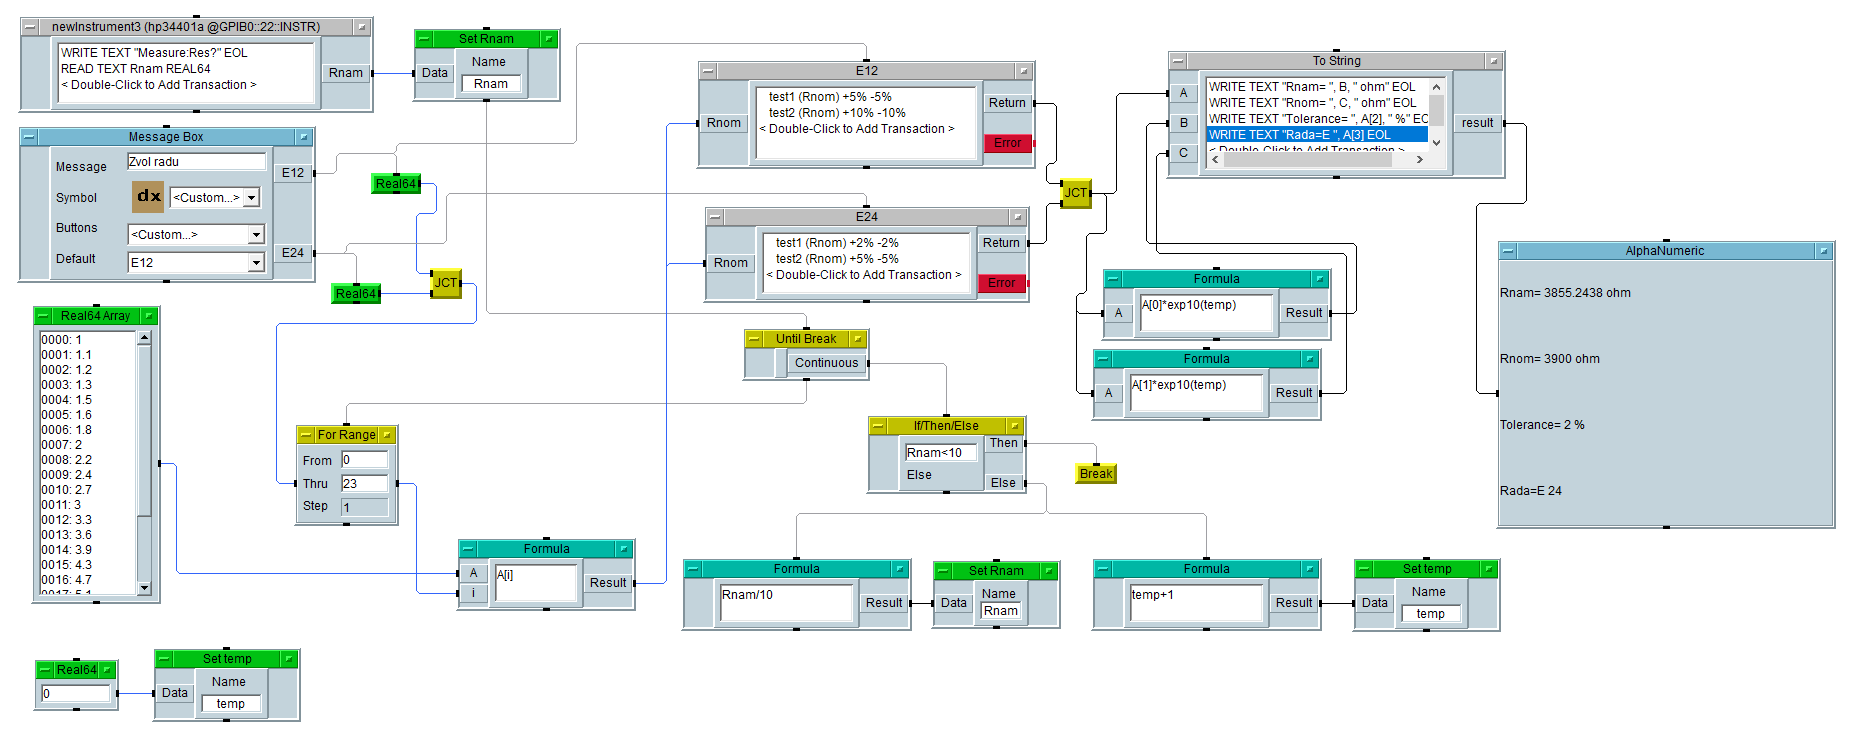 newInstrument3 (hp34401a @GPIB0::22::INSTR)
WRITE TEXT "Measure:Res?" EOL
READ TEXT Rnam REAL64
< Double-Click to Add Transaction >
Rnam
Set Rnam
Data
Name
Rnam
Message Box
Message
Zvol radu
Symbol
dx
<Custom...>
Buttons
<Custom...>
Default
E12
E12
E24
Real64
Real64
JCT
E12
Rnom
test1 (Rnom) +5% -5%
test2 (Rnom) +10% -10%
< Double-Click to Add Transaction >
Return
Error
E24
Rnom
test1 (Rnom) +2% -2%
test2 (Rnom) +5% -5%
< Double-Click to Add Transaction >
Return
Error
JCT
To String
A
B
C
WRITE TEXT "Rnam= ", B, " ohm" EOL
WRITE TEXT "Rnom= ", C, " ohm" EOL
WRITE TEXT "Tolerance= ", A[2], " %" EO
WRITE TEXT "Rada=E ", A[3] EOL
< Double-Click to Add Transaction >
result
Formula
A
A[0]*exp10(temp)
Result
Formula
A
A[1]*exp10(temp)
Result
AlphaNumeric
Rnam= 3855.2438 ohm
Rnom= 3900 ohm
Tolerance= 2 %
Rada=E 24
Real64 Array
0000: 1
0001: 1.1
0002: 1.2
0003: 1.3
0004: 1.5
0005: 1.6
0006: 1.8
0007: 2
0008: 2.2
0009: 2.4
0010: 2.7
0011: 3
0012: 3.3
0013: 3.6
0014: 3.9
0015: 4.3
0016: 4.7
0017: 5.1
Until Break
Continuous
For Range
From
0
Thru
23
Step
1
If/Then/Else
Rnam<10
Then
Else
Else
Break
Formula
A
i
A[i]
Result
Formula
Rnam/10
Result
Set Rnam
Data
Name
Rnam
Formula
temp+1
Result
Set temp
Data
Name
temp
Real64
0
Set temp
Data
Name
temp